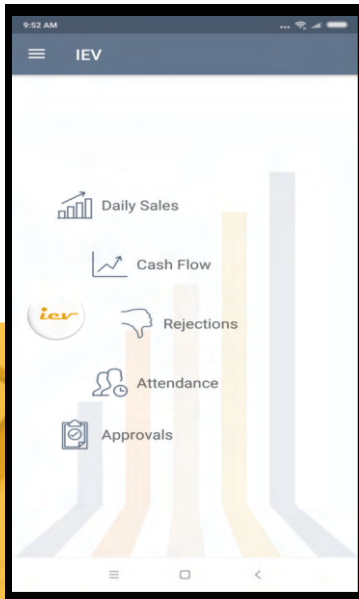 9:52 AM
IEV
Daily Sales
Cash Flow
iev
Rejections
Attendance
Approvals